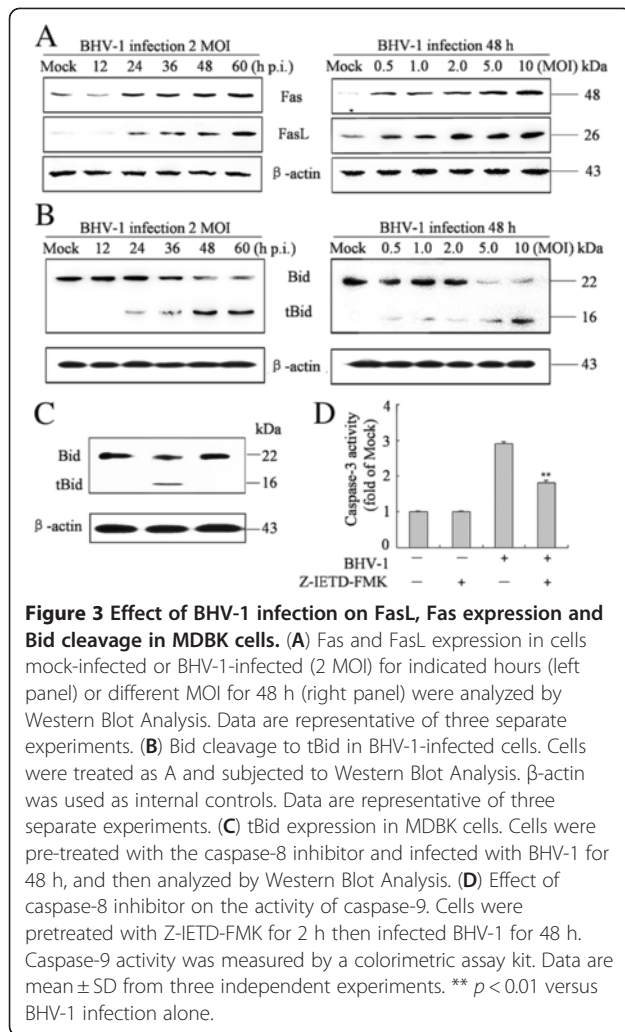 A
BHV-1 infection 2 MOI
BHV-1 infection 48 h
Mock 12 24 36 48 60 (h p.i.)
Mock 0.5 1.0 2.0 5.0 10 (MOI) kDa
Fas
48
FasL
26
β-actin
43
B
BHV-1 infection 2 MOI
BHV-1 infection 48 h
Mock 12 24 36 48 60 (h p.i.)
Mock 0.5 1.0 2.0 5.0 10 (MOI) kDa
Bid
22
tBid
16
β-actin
43
C
kDa
Bid
22
tBid
16
β-actin
43
D
Caspase-3 activity
(fold of Mock)
4
3
2
1
0
**
BHV-1 — — + +
Z-IETD-FMK — + — +
Figure 3 Effect of BHV-1 infection on FasL, Fas expression and
Bid cleavage in MDBK cells. (A) Fas and FasL expression in cells
mock-infected or BHV-1-infected (2 MOI) for indicated hours (left
panel) or different MOI for 48 h (right panel) were analyzed by
Western Blot Analysis. Data are representative of three separate
experiments. (B) Bid cleavage to tBid in BHV-1-infected cells. Cells
were treated as A and subjected to Western Blot Analysis. β-actin
was used as internal controls. Data are representative of three
separate experiments. (C) tBid expression in MDBK cells. Cells were
pre-treated with the caspase-8 inhibitor and infected with BHV-1 for
48 h, and then analyzed by Western Blot Analysis. (D) Effect of
caspase-8 inhibitor on the activity of caspase-9. Cells were
pretreated with Z-IETD-FMK for 2 h then infected BHV-1 for 48 h.
Caspase-9 activity was measured by a colorimetric assay kit. Data are
mean ± SD from three independent experiments. ** p < 0.01 versus
BHV-1 infection alone.